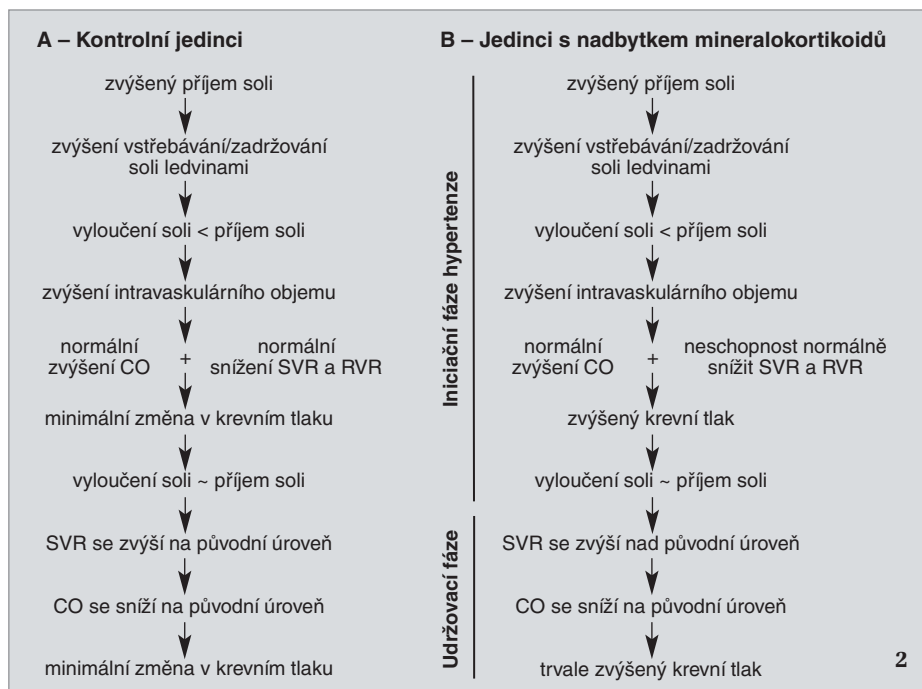 A – Kontrolní jedinci
zvýšený příjem soli
zvýšení vstřebávání/zadržování
soli ledvinami
vyloučení soli < příjem soli
zvýšení intravaskulárního objemu
normální
zvýšení CO
+
normální
snížení SVR a RVR
minimální změna v krevním tlaku
vyloučení soli ~ příjem soli
SVR se zvýší na původní úroveň
CO se sníží na původní úroveň
minimální změna v krevním tlaku
B – Jedinci s nadbytkem mineralokortikoidů
Iniciační fáze hypertenze
zvýšený příjem soli
zvýšení vstřebávání/zadržování
soli ledvinami
vyloučení soli < příjem soli
zvýšení intravaskulárního objemu
normální
zvýšení CO
+
neschopnost normálně
snížit SVR a RVR
zvýšený krevní tlak
vyloučení soli ~ příjem soli
Udržovací fáze
SVR se zvýší nad původní úroveň
CO se sníží na původní úroveň
trvale zvýšený krevní tlak
2